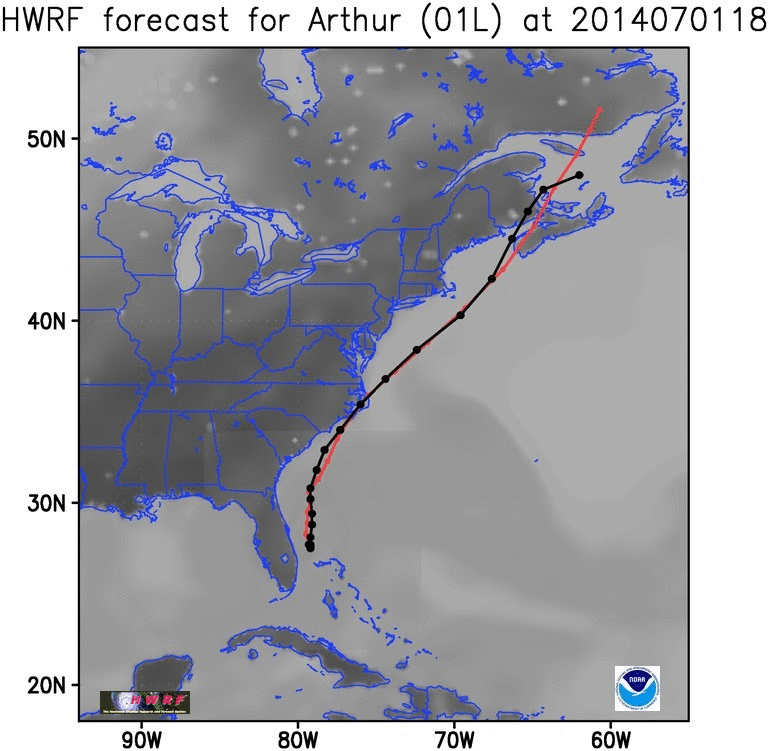 HWRF forecast for Arthur (01L) at 2014070118
50N
40N
30N
20N
HWRF
NOAA
90W
80W
70W
60W